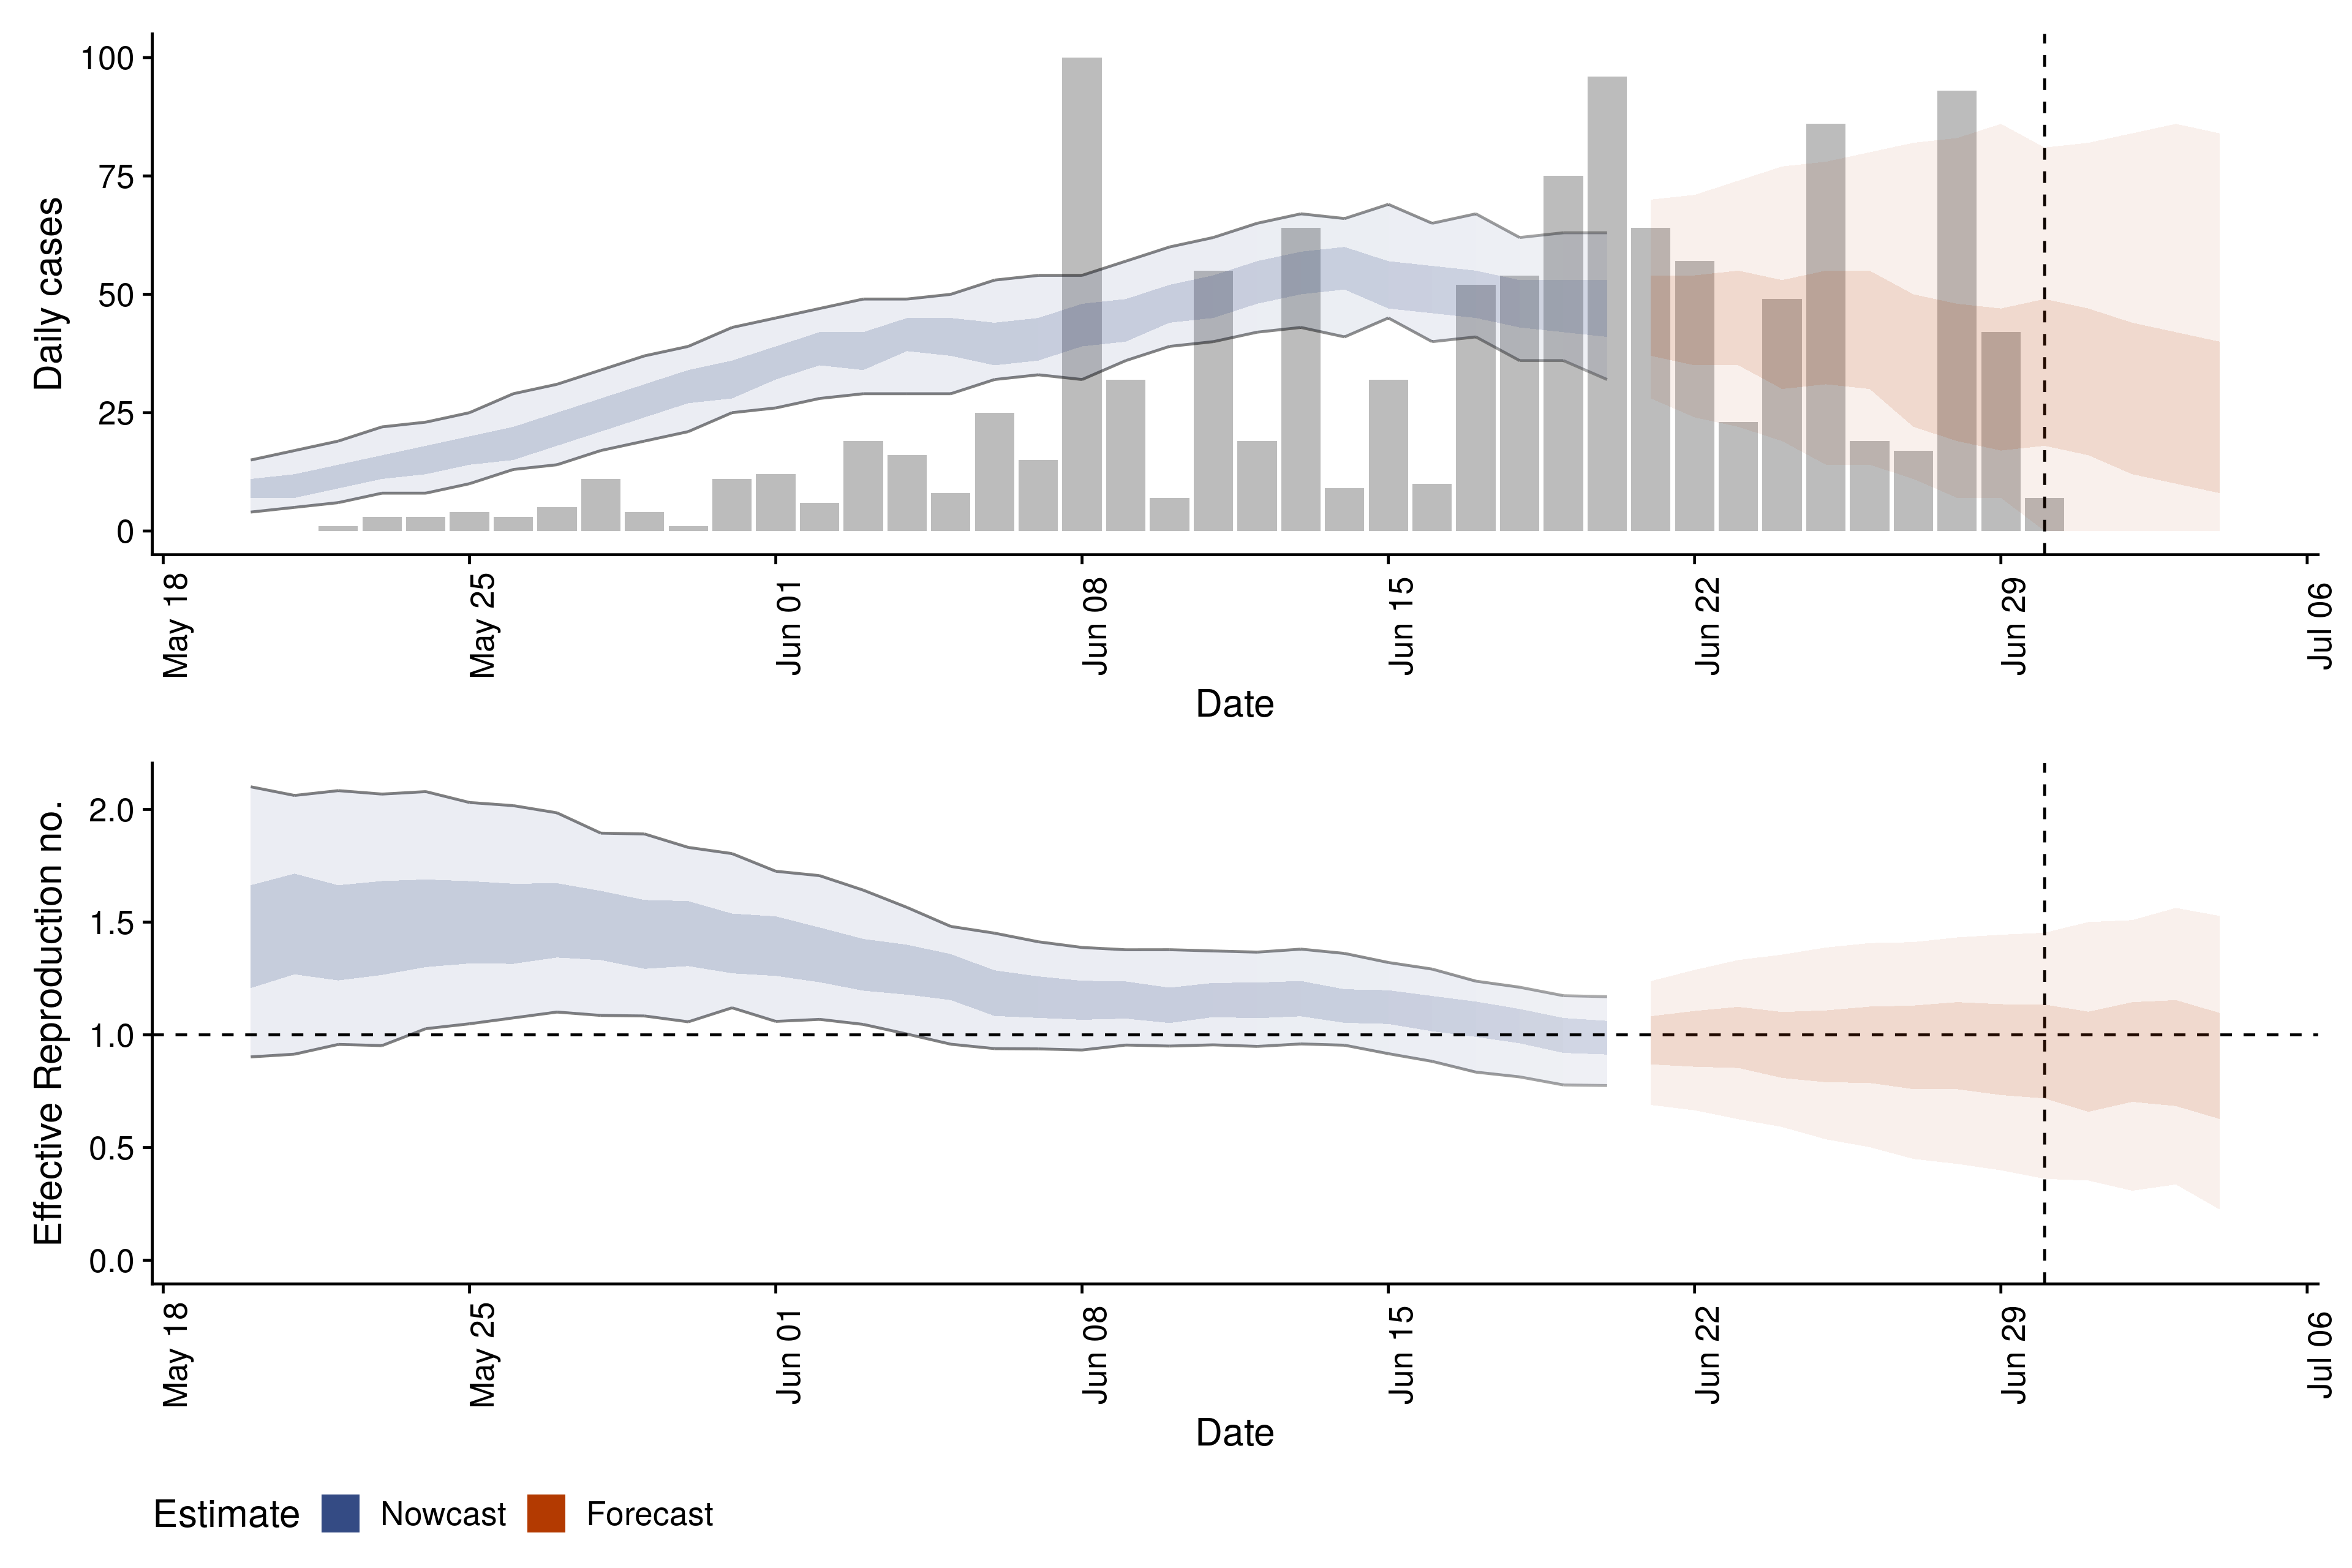 Daily cases
100
75
50
25
0
May 18 May 25 Jun 01 Jun 08 Jun 15 Jun 22 Jun 29 Jul 06
Date
Effective Reproduction no.
2.0
1.5
1.0
0.5
0.0
May 18 May 25 Jun 01 Jun 08 Jun 15 Jun 22 Jun 29 Jul 06
Date
Estimate Nowcast Forecast